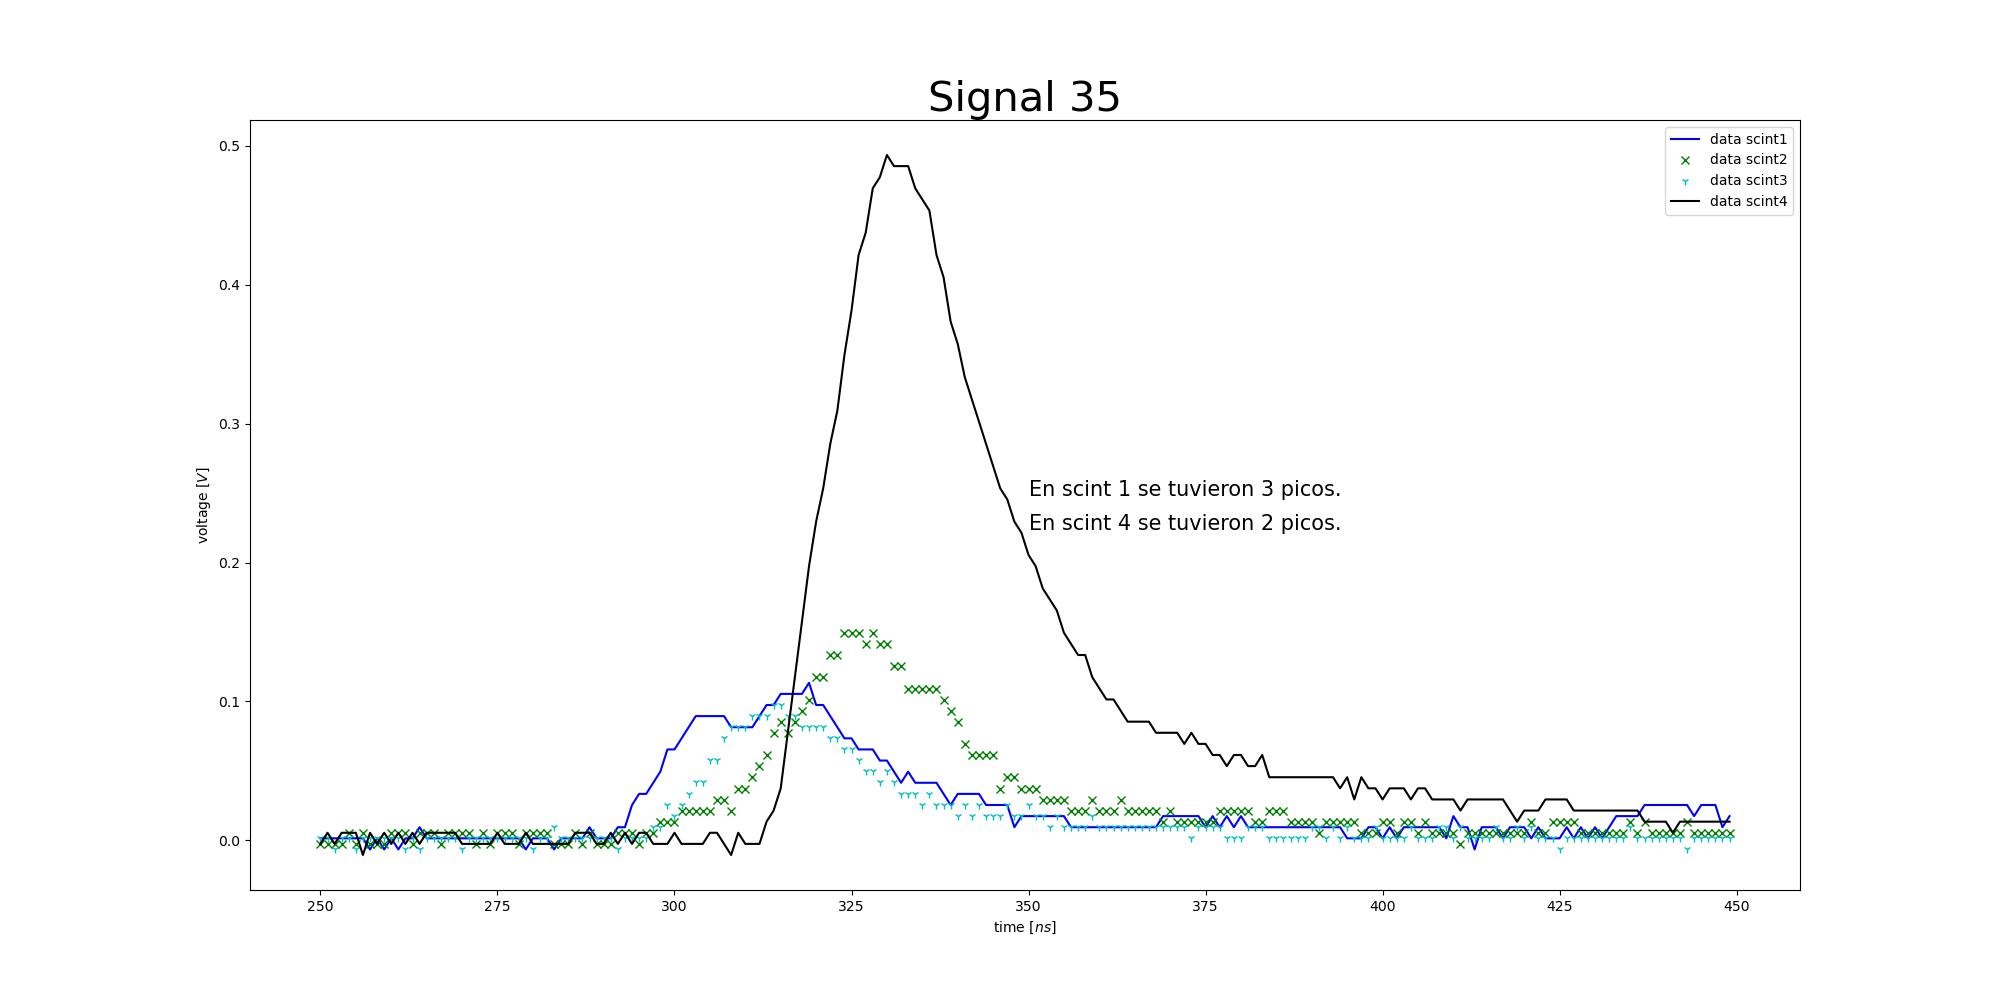 Signal 35
0.5
0.4
0.3
0.2
0.1
0.0
voltage [V]
data scint1
data scint2
data scint3
data scint4
En scint 1 se tuvieron 3 picos.
En scint 4 se tuvieron 2 picos.
250 275 300 325 350 375 400 425 450
time [ns]